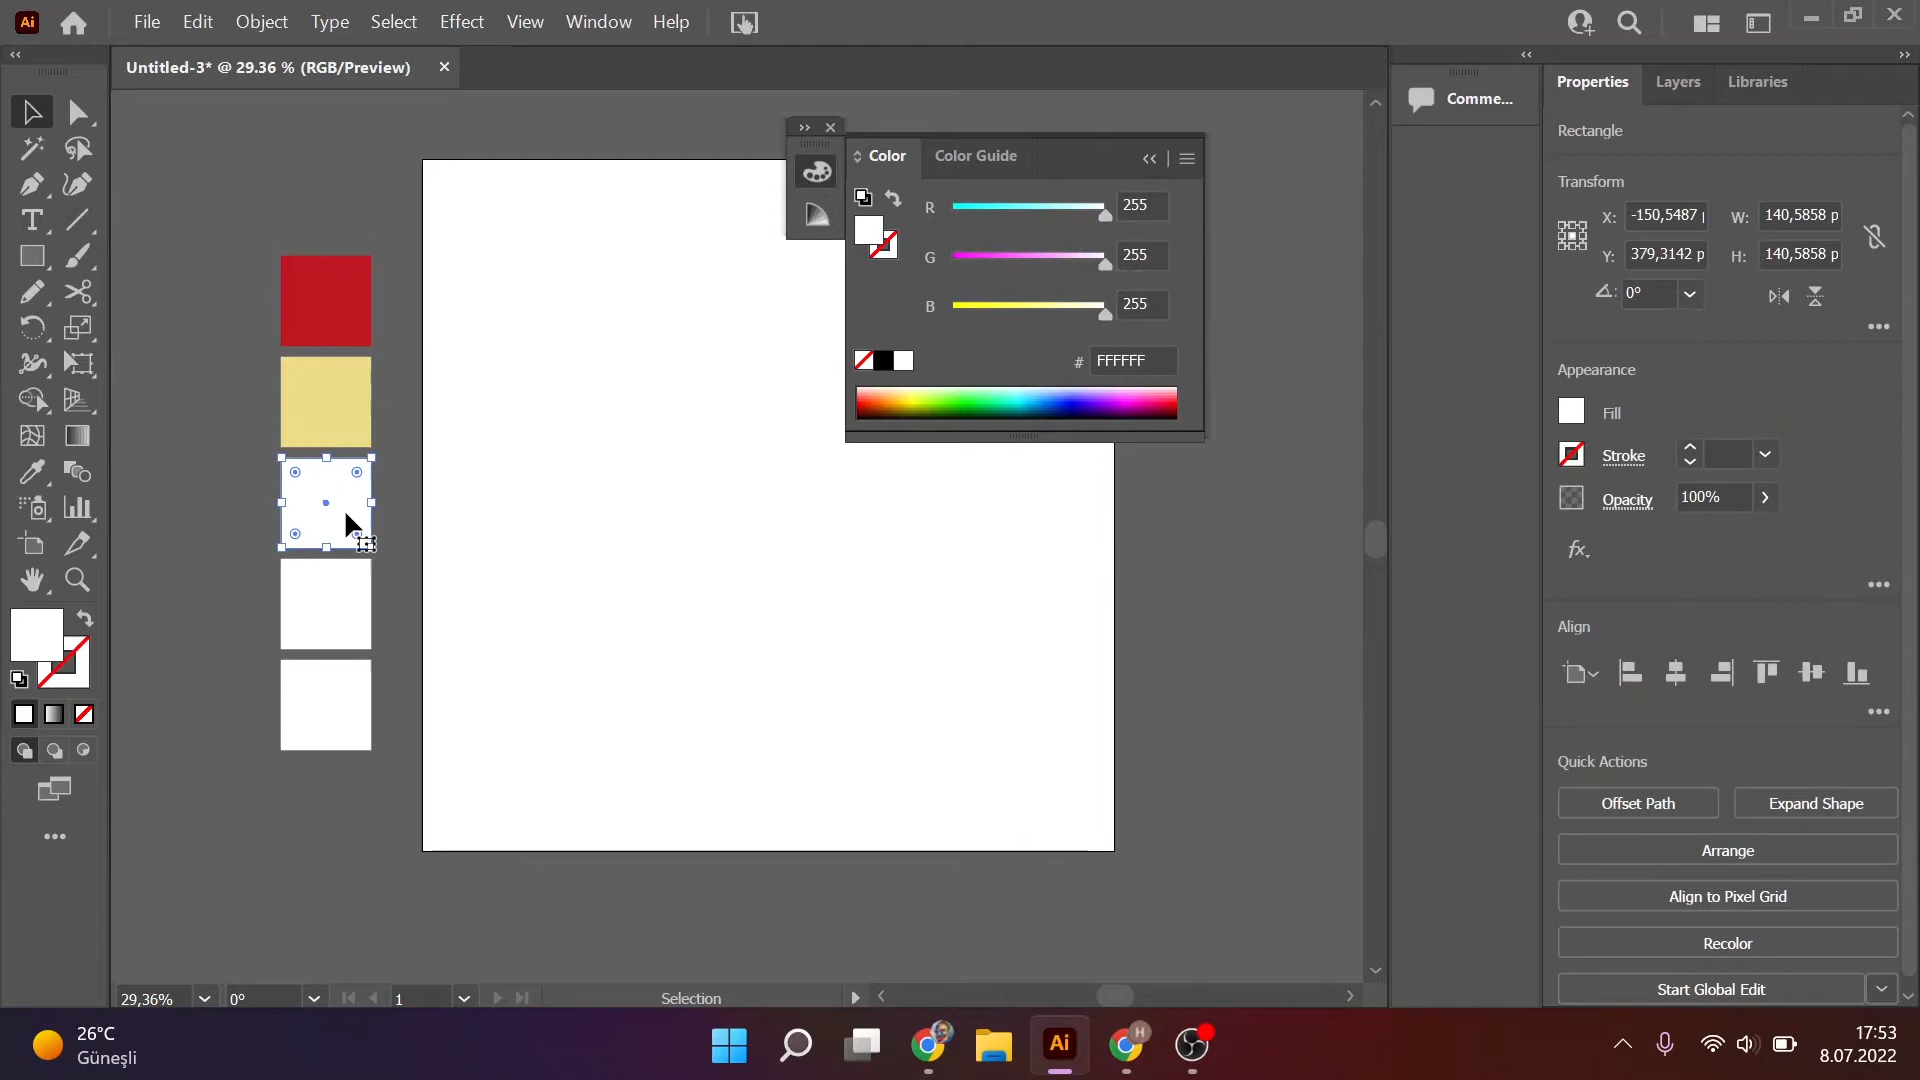 Ai File Edit Object Type Select Effect View Window Help
Untitled-3* @ 29.36 % (RGB/Preview)
Color Color Guide
R 255
G 255
B 255
# FFFFFF
Comme...
Properties Layers Libraries
Rectangle
Transform
X: -150,5487 p W: 140,5858 p
Y: 379,3142 p H: 140,5858 p
0°
Appearance
Fill
Stroke
Opacity 100%
fx.
Align
Quick Actions
Offset Path Expand Shape
Arrange
Align to Pixel Grid
Recolor
Start Global Edit
29,36% 0° 1 Selection
26°C
Güneşli
H
Ai
17:53
8.07.2022